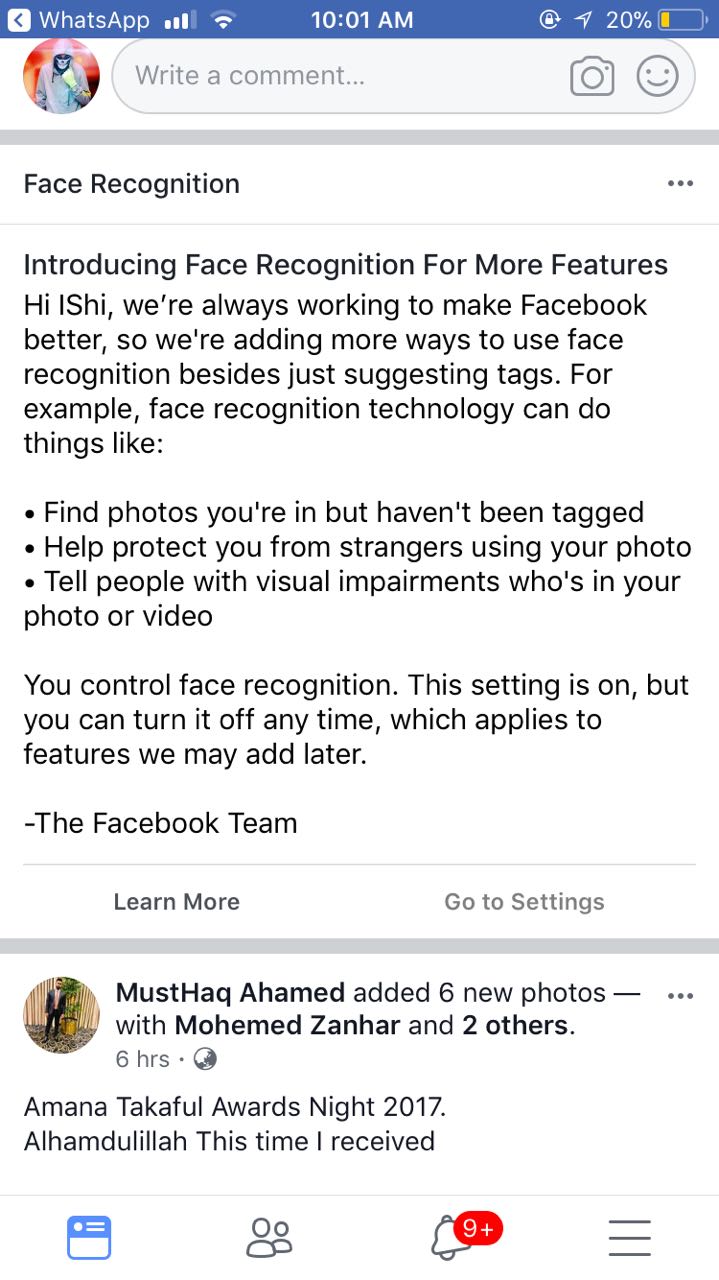 WhatsApp 10:01 AM 20%
Write a comment...
Face Recognition
Introducing Face Recognition For More Features
Hi IShi, we’re always working to make Facebook
better, so we're adding more ways to use face
recognition besides just suggesting tags. For
example, face recognition technology can do
things like:
• Find photos you're in but haven't been tagged
• Help protect you from strangers using your photo
• Tell people with visual impairments who's in your
photo or video
You control face recognition. This setting is on, but
you can turn it off any time, which applies to
features we may add later.
-The Facebook Team
Learn More Go to Settings
MustHaq Ahamed added 6 new photos —
with Mohemed Zanhar and 2 others.
6 hrs ·
Amana Takaful Awards Night 2017.
Alhamdulillah This time I received
9+